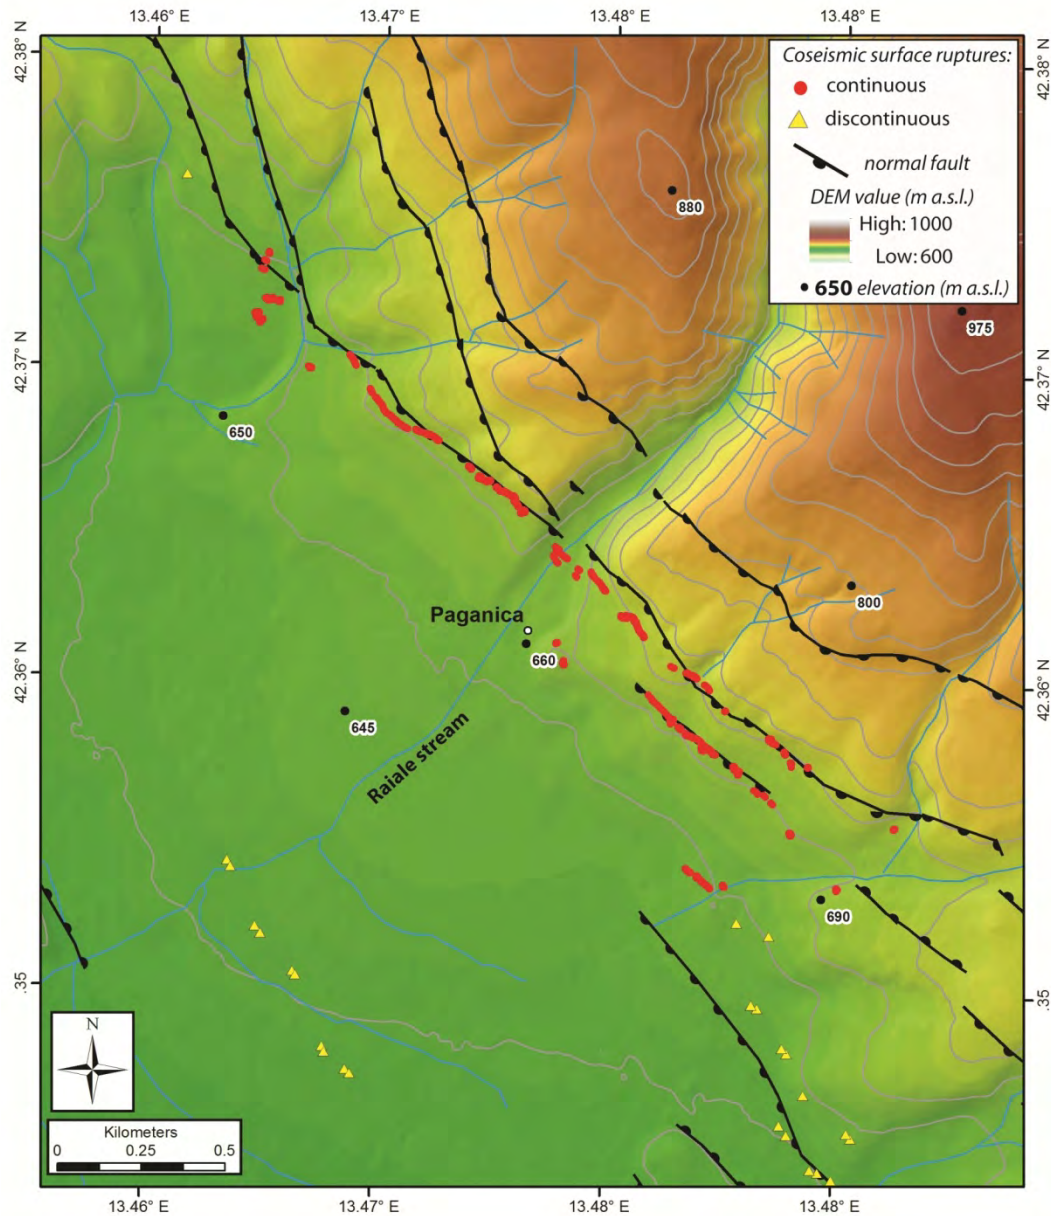 13.46° E 13.47° E 13.48° E 13.48° E
42.38° N
42.38° N
Coseismic surface ruptures:
continuous
discontinuous
normal fault
DEM value (m a.s.l.)
High: 1000
Low: 600
650 elevation (m a.s.l.)
880
975
42.37° N
42.37° N
650
800
Paganica
660
42.36° N
42.36° N
645
Raiale stream
690
.35
.35
N
Kilometers
0 0.25 0.5
13.46° E 13.47° E 13.48° E 13.48° E